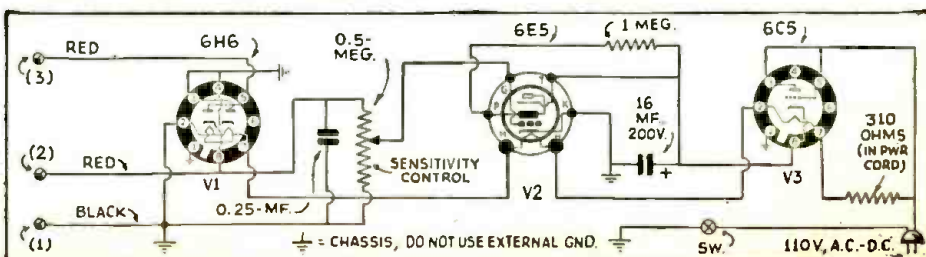 RED
(3)
6H6
0.5-
MEG.
6E5
1 MEG.
6C5
16
MF.
200V.
310
OHMS
(IN PWR
CORD)
(2)
RED
V1
SENSITIVITY
CONTROL
V2
+
V3
BLACK
0.25-MF.
(1)
= CHASSIS, DO NOT USE EXTERNAL GND.
SW.
110V, A.C.-D.C.